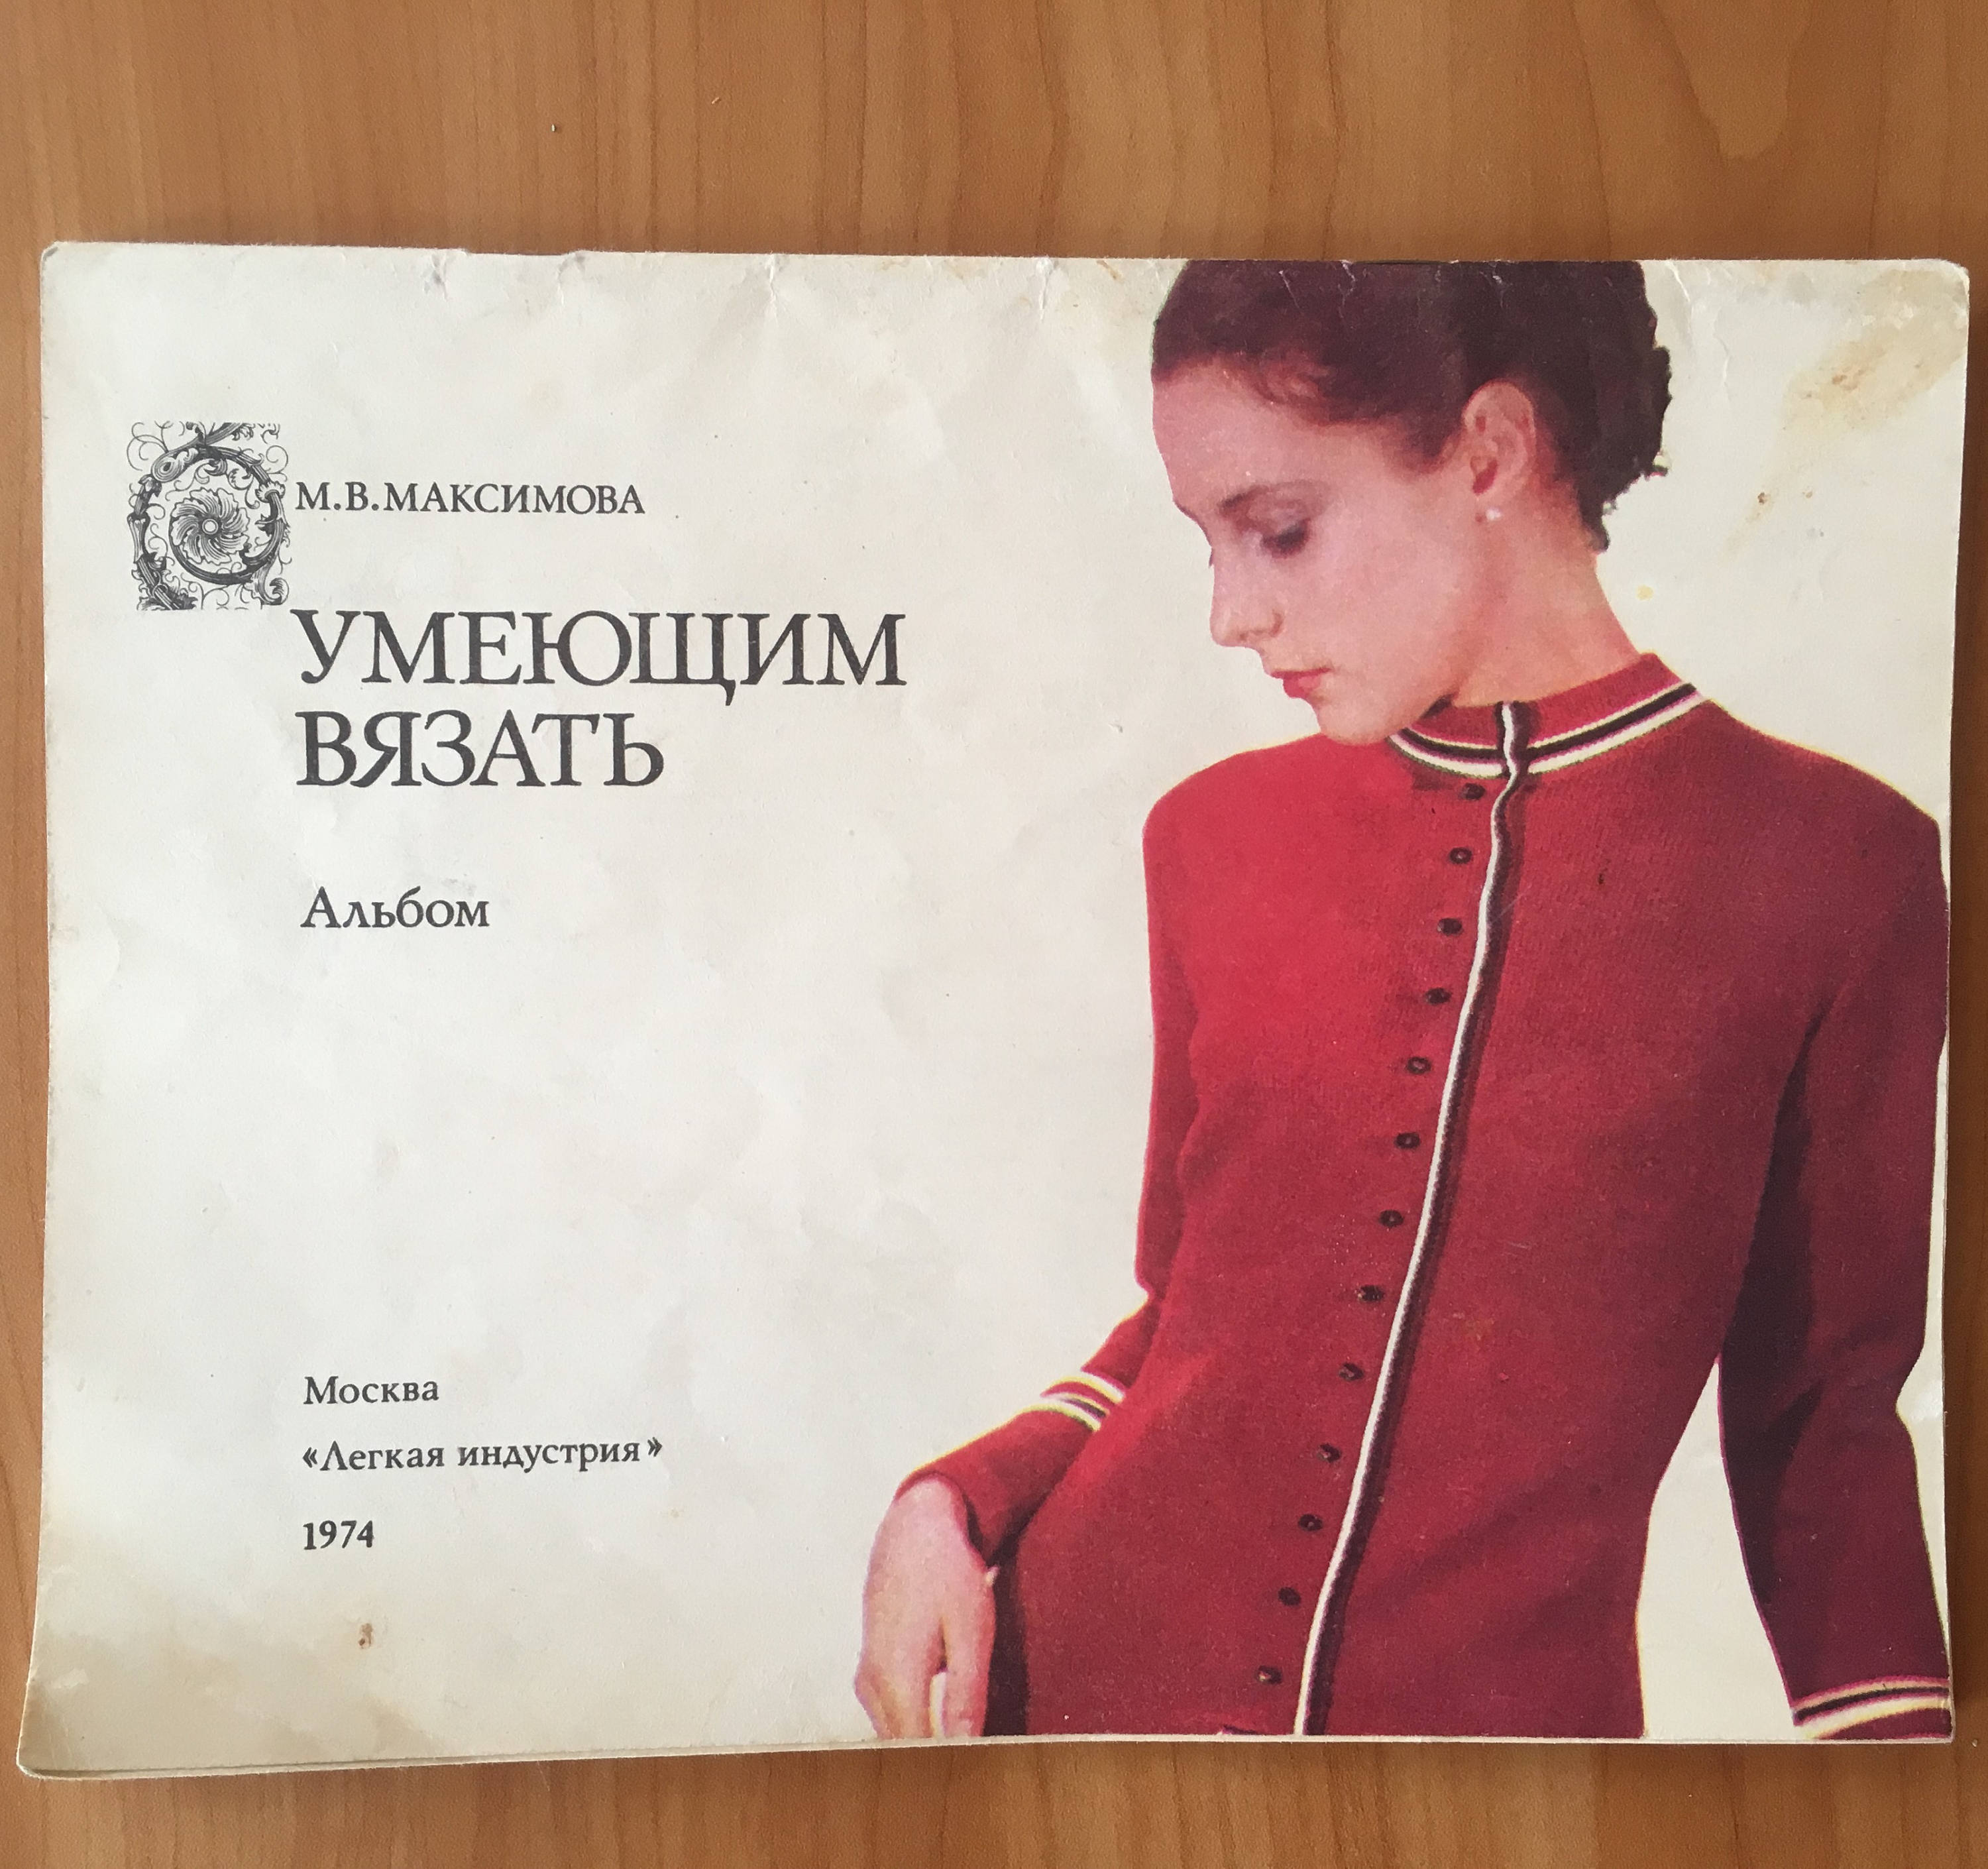 М.В.МАКСИМОВА
УМЕЮЩИМ
ВЯЗАТЬ
Альбом
Москва
«Легкая индустрия»
1974